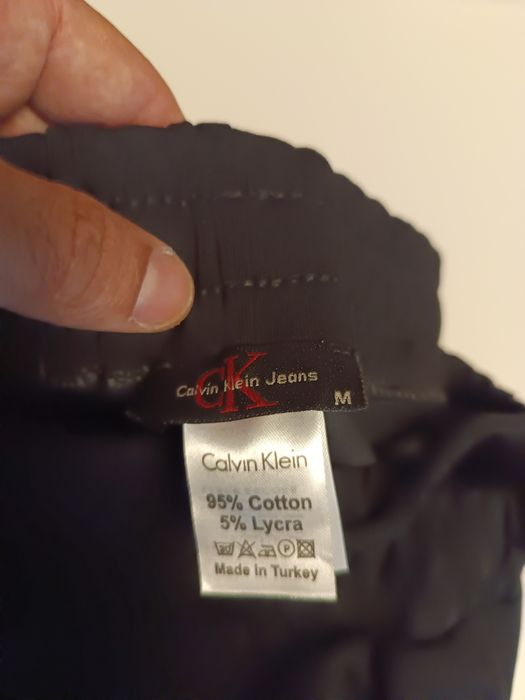 CK
Calvin Klein Jeans
M
Calvin Klein
95% Cotton
5% Lycra
Made In Turkey